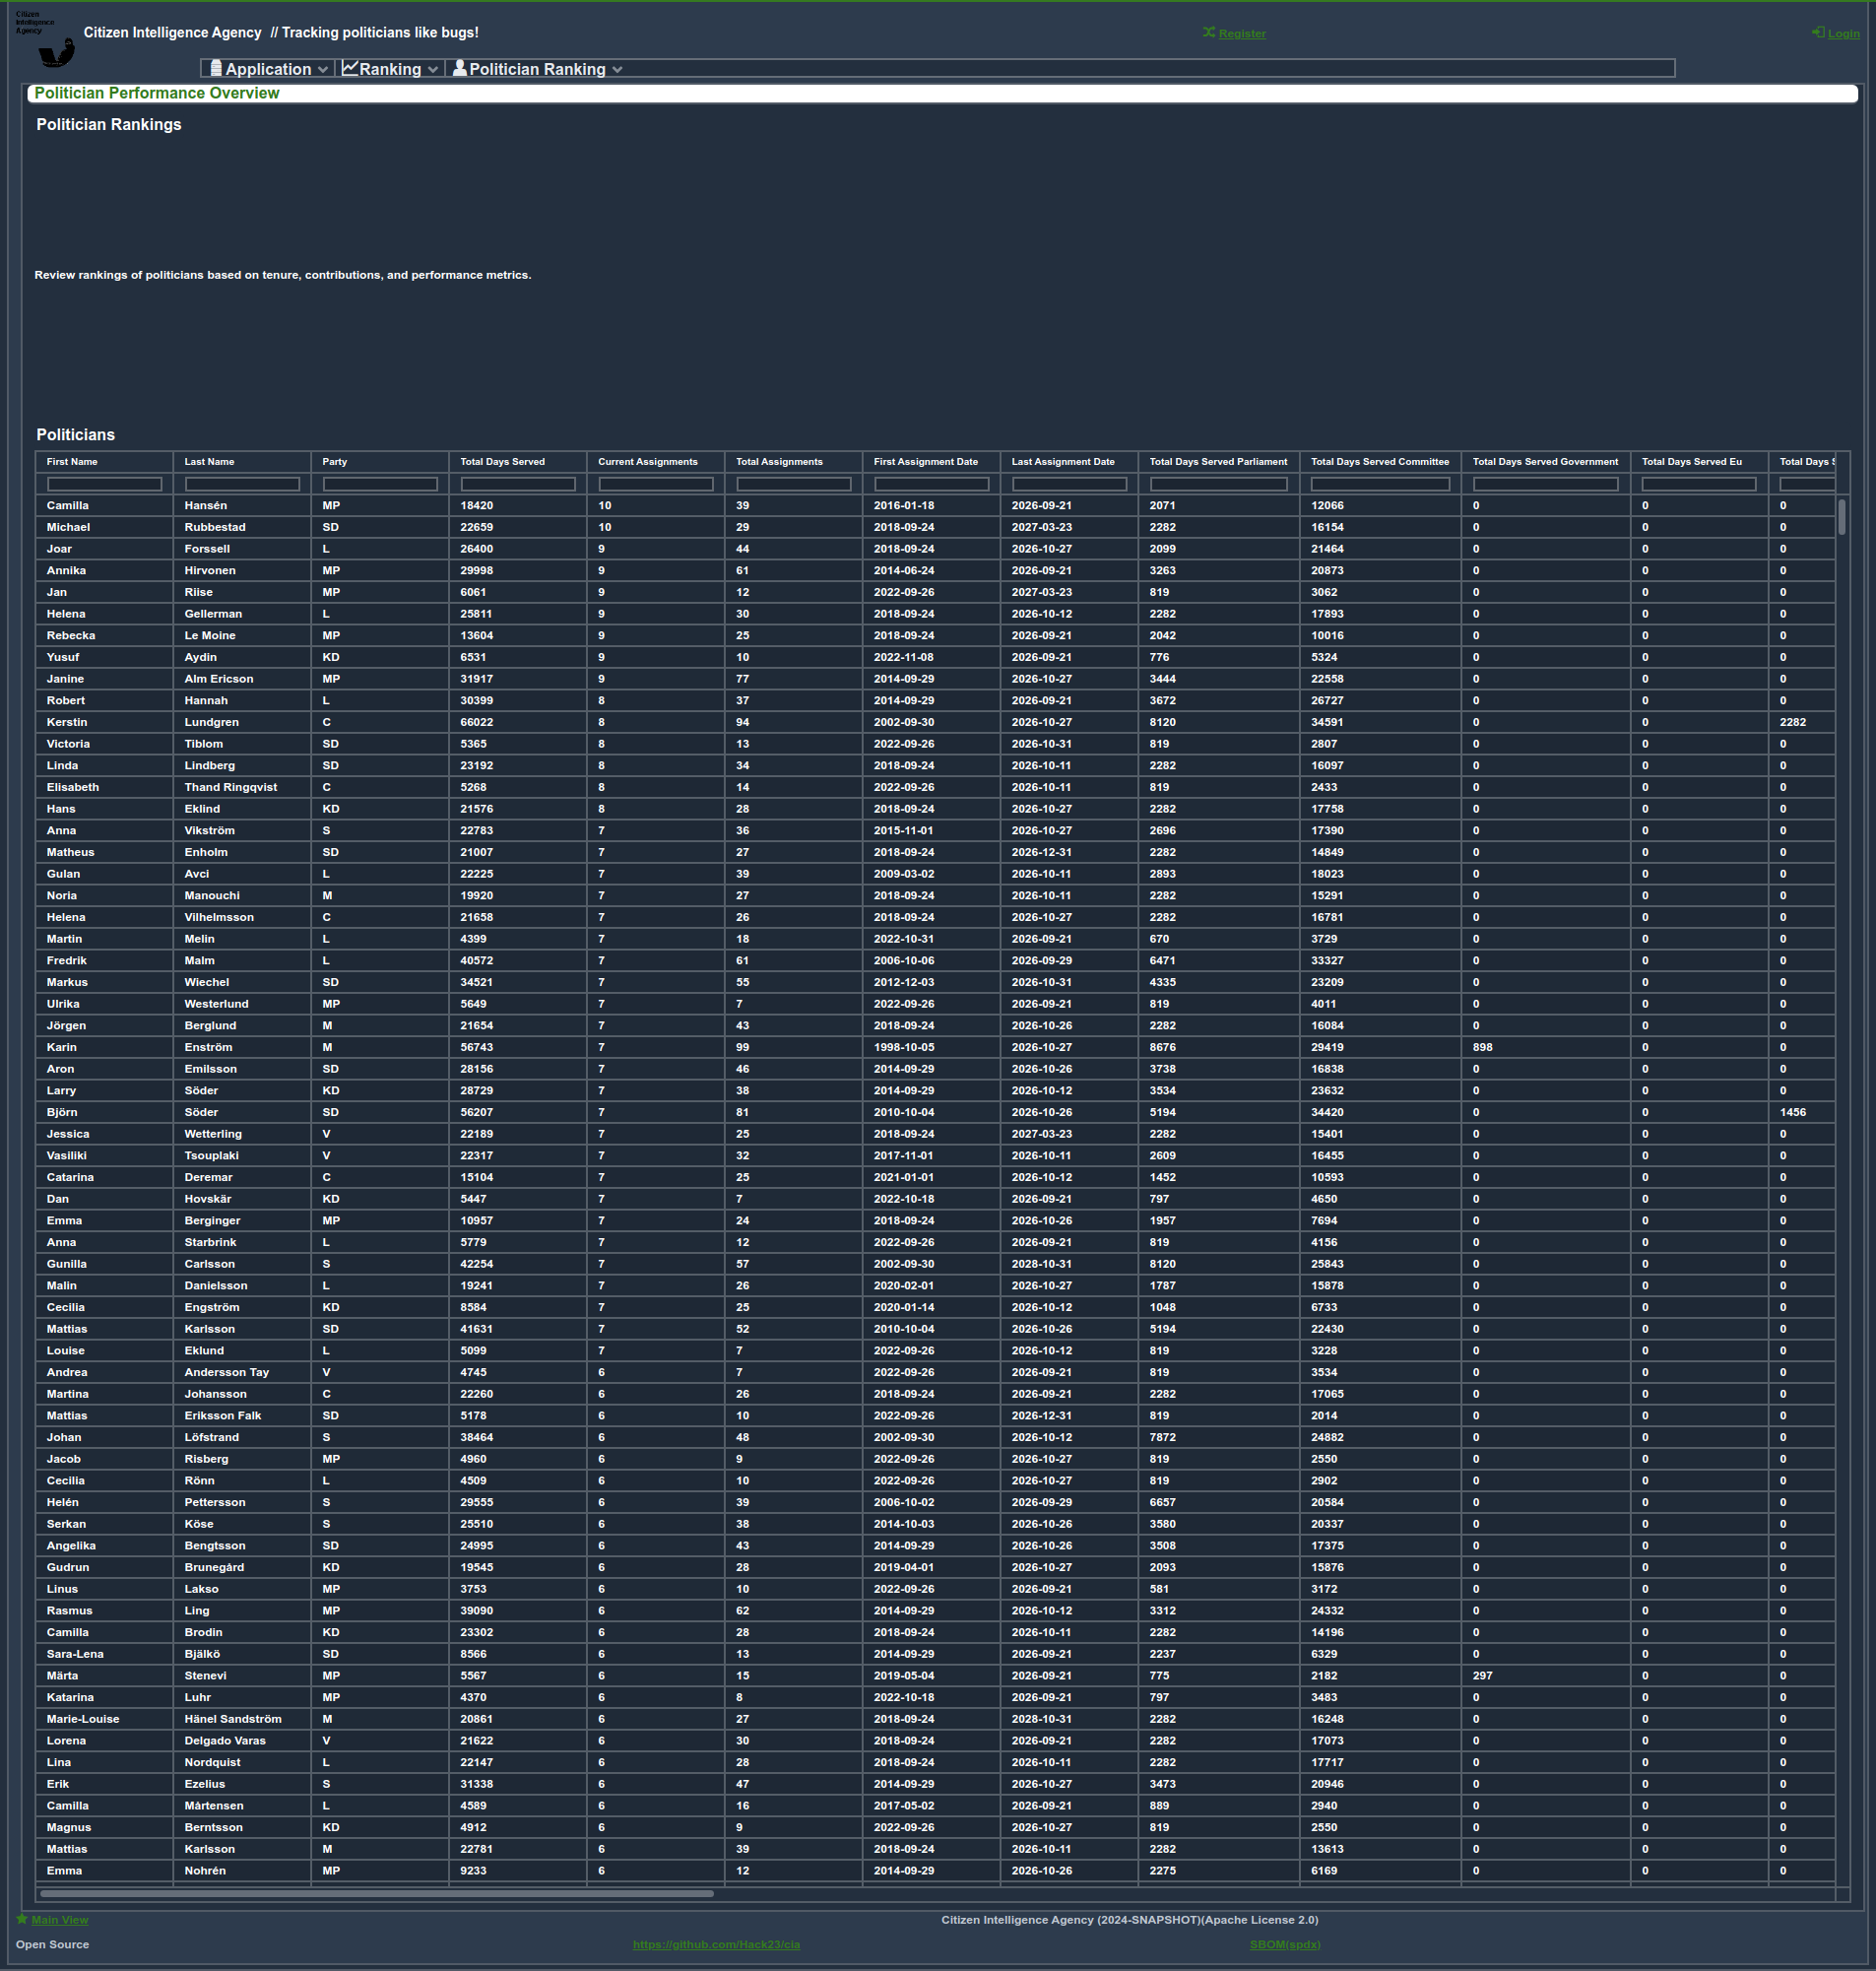 Citizen
Intelligence
Agency
Citizen Intelligence Agency // Tracking politicians like bugs!
Register
Login
Application Ranking Politician Ranking
Politician Performance Overview
Politician Rankings
Review rankings of politicians based on tenure, contributions, and performance metrics.
Politicians
First Name Last Name Party Total Days Served Current Assignments Total Assignments First Assignment Date Last Assignment Date Total Days Served Parliament Total Days Served Committee Total Days Served Government Total Days Served Eu Total Days S
Camilla Hansén MP 18420 10 39 2016-01-18 2026-09-21 2071 12066 0 0 0
Michael Rubbestad SD 22659 10 29 2018-09-24 2027-03-23 2282 16154 0 0 0
Joar Forssell L 26400 9 44 2018-09-24 2026-10-27 2099 21464 0 0 0
Annika Hirvonen MP 29998 9 61 2014-06-24 2026-09-21 3263 20873 0 0 0
Jan Riise MP 6061 9 12 2022-09-26 2027-03-23 819 3062 0 0 0
Helena Gellerman L 25811 9 30 2018-09-24 2026-10-12 2282 17893 0 0 0
Rebecka Le Moine MP 13604 9 25 2018-09-24 2026-09-21 2042 10016 0 0 0
Yusuf Aydin KD 6531 9 10 2022-11-08 2026-09-21 776 5324 0 0 0
Janine Alm Ericson MP 31917 9 77 2014-09-29 2026-10-27 3444 22558 0 0 0
Robert Hannah L 30399 8 37 2014-09-29 2026-09-21 3672 26727 0 0 0
Kerstin Lundgren C 66022 8 94 2002-09-30 2026-10-27 8120 34591 0 0 2282
Victoria Tiblom SD 5365 8 13 2022-09-26 2026-10-31 819 2807 0 0 0
Linda Lindberg SD 23192 8 34 2018-09-24 2026-10-11 2282 16097 0 0 0
Elisabeth Thand Ringqvist C 5268 8 14 2022-09-26 2026-10-11 819 2433 0 0 0
Hans Eklind KD 21576 8 28 2018-09-24 2026-10-27 2282 17758 0 0 0
Anna Vikström S 22783 7 36 2015-11-01 2026-10-27 2696 17390 0 0 0
Matheus Enholm SD 21007 7 27 2018-09-24 2026-12-31 2282 14849 0 0 0
Gulan Avci L 22225 7 39 2009-03-02 2026-10-11 2893 18023 0 0 0
Noria Manouchi M 19920 7 27 2018-09-24 2026-10-11 2282 15291 0 0 0
Helena Vilhelmsson C 21658 7 26 2018-09-24 2026-10-27 2282 16781 0 0 0
Martin Melin L 4399 7 18 2022-10-31 2026-09-21 670 3729 0 0 0
Fredrik Malm L 40572 7 61 2006-10-06 2026-09-29 6471 33327 0 0 0
Markus Wiechel SD 34521 7 55 2012-12-03 2026-10-31 4335 23209 0 0 0
Ulrika Westerlund MP 5649 7 7 2022-09-26 2026-09-21 819 4011 0 0 0
Jörgen Berglund M 21654 7 43 2018-09-24 2026-10-26 2282 16084 0 0 0
Karin Enström M 56743 7 99 1998-10-05 2026-10-27 8676 29419 898 0 0
Aron Emilsson SD 28156 7 46 2014-09-29 2026-10-26 3738 16838 0 0 0
Larry Söder KD 28729 7 38 2014-09-29 2026-10-12 3534 23632 0 0 0
Björn Söder SD 56207 7 81 2010-10-04 2026-10-26 5194 34420 0 0 1456
Jessica Wetterling V 22189 7 25 2018-09-24 2027-03-23 2282 15401 0 0 0
Vasiliki Tsouplaki V 22317 7 32 2017-11-01 2026-10-11 2609 16455 0 0 0
Catarina Deremar C 15104 7 25 2021-01-01 2026-10-12 1452 10593 0 0 0
Dan Hovskär KD 5447 7 7 2022-10-18 2026-09-21 797 4650 0 0 0
Emma Berginger MP 10957 7 24 2018-09-24 2026-10-26 1957 7694 0 0 0
Anna Starbrink L 5779 7 12 2022-09-26 2026-09-21 819 4156 0 0 0
Gunilla Carlsson S 42254 7 57 2002-09-30 2028-10-31 8120 25843 0 0 0
Malin Danielsson L 19241 7 26 2020-02-01 2026-10-27 1787 15878 0 0 0
Cecilia Engström KD 8584 7 25 2020-01-14 2026-10-12 1048 6733 0 0 0
Mattias Karlsson SD 41631 7 52 2010-10-04 2026-10-26 5194 22430 0 0 0
Louise Eklund L 5099 7 7 2022-09-26 2026-10-12 819 3228 0 0 0
Andrea Andersson Tay V 4745 6 7 2022-09-26 2026-09-21 819 3534 0 0 0
Martina Johansson C 22260 6 26 2018-09-24 2026-09-21 2282 17065 0 0 0
Mattias Eriksson Falk SD 5178 6 10 2022-09-26 2026-12-31 819 2014 0 0 0
Johan Löfstrand S 38464 6 48 2002-09-30 2026-10-12 7872 24882 0 0 0
Jacob Risberg MP 4960 6 9 2022-09-26 2026-10-27 819 2550 0 0 0
Cecilia Rönn L 4509 6 10 2022-09-26 2026-10-27 819 2902 0 0 0
Helén Pettersson S 29555 6 39 2006-10-02 2026-09-29 6657 20584 0 0 0
Serkan Köse S 25510 6 38 2014-10-03 2026-10-26 3580 20337 0 0 0
Angelika Bengtsson SD 24995 6 43 2014-09-29 2026-10-26 3508 17375 0 0 0
Gudrun Brunegård KD 19545 6 28 2019-04-01 2026-10-27 2093 15876 0 0 0
Linus Lakso MP 3753 6 10 2022-09-26 2026-09-21 581 3172 0 0 0
Rasmus Ling MP 39090 6 62 2014-09-29 2026-10-12 3312 24332 0 0 0
Camilla Brodin KD 23302 6 28 2018-09-24 2026-10-11 2282 14196 0 0 0
Sara-Lena Bjälkö SD 8566 6 13 2014-09-29 2026-09-21 2237 6329 0 0 0
Märta Stenevi MP 5567 6 15 2019-05-04 2026-09-21 775 2182 297 0 0
Katarina Luhr MP 4370 6 8 2022-10-18 2026-09-21 797 3483 0 0 0
Marie-Louise Hänel Sandström M 20861 6 27 2018-09-24 2028-10-31 2282 16248 0 0 0
Lorena Delgado Varas V 21622 6 30 2018-09-24 2026-09-21 2282 17073 0 0 0
Lina Nordquist L 22147 6 28 2018-09-24 2026-10-11 2282 17717 0 0 0
Erik Ezelius S 31338 6 47 2014-09-29 2026-10-27 3473 20946 0 0 0
Camilla Mårtensen L 4589 6 16 2017-05-02 2026-09-21 889 2940 0 0 0
Magnus Berntsson KD 4912 6 9 2022-09-26 2026-10-27 819 2550 0 0 0
Mattias Karlsson M 22781 6 39 2018-09-24 2026-10-11 2282 13613 0 0 0
Emma Nohrén MP 9233 6 12 2014-09-29 2026-10-26 2275 6169 0 0 0
Main View
Citizen Intelligence Agency (2024-SNAPSHOT)(Apache License 2.0)
Open Source
https://github.com/Hack23/cia
SBOM(spdx)